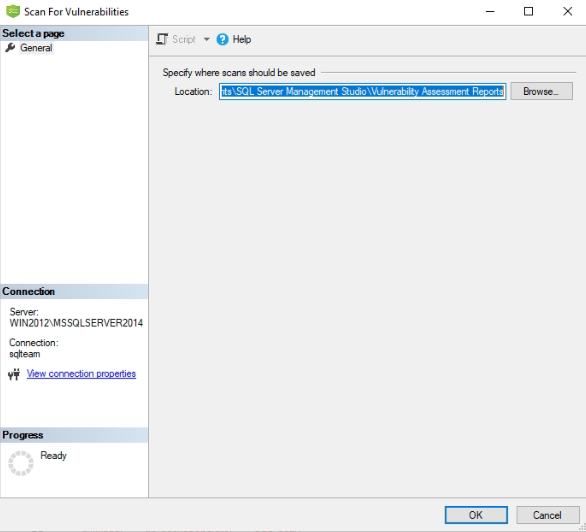 Scan For Vulnerabilities
Select a page
General
Script
Help
Specify where scans should be saved
Location: its\SQL Server Management Studio\Vulnerability Assessment Reports Browse...
Connection
Server:
WIN2012\MSSQLSERVER2014
Connection:
sqlteam
View connection properties
Progress
Ready
OK
Cancel